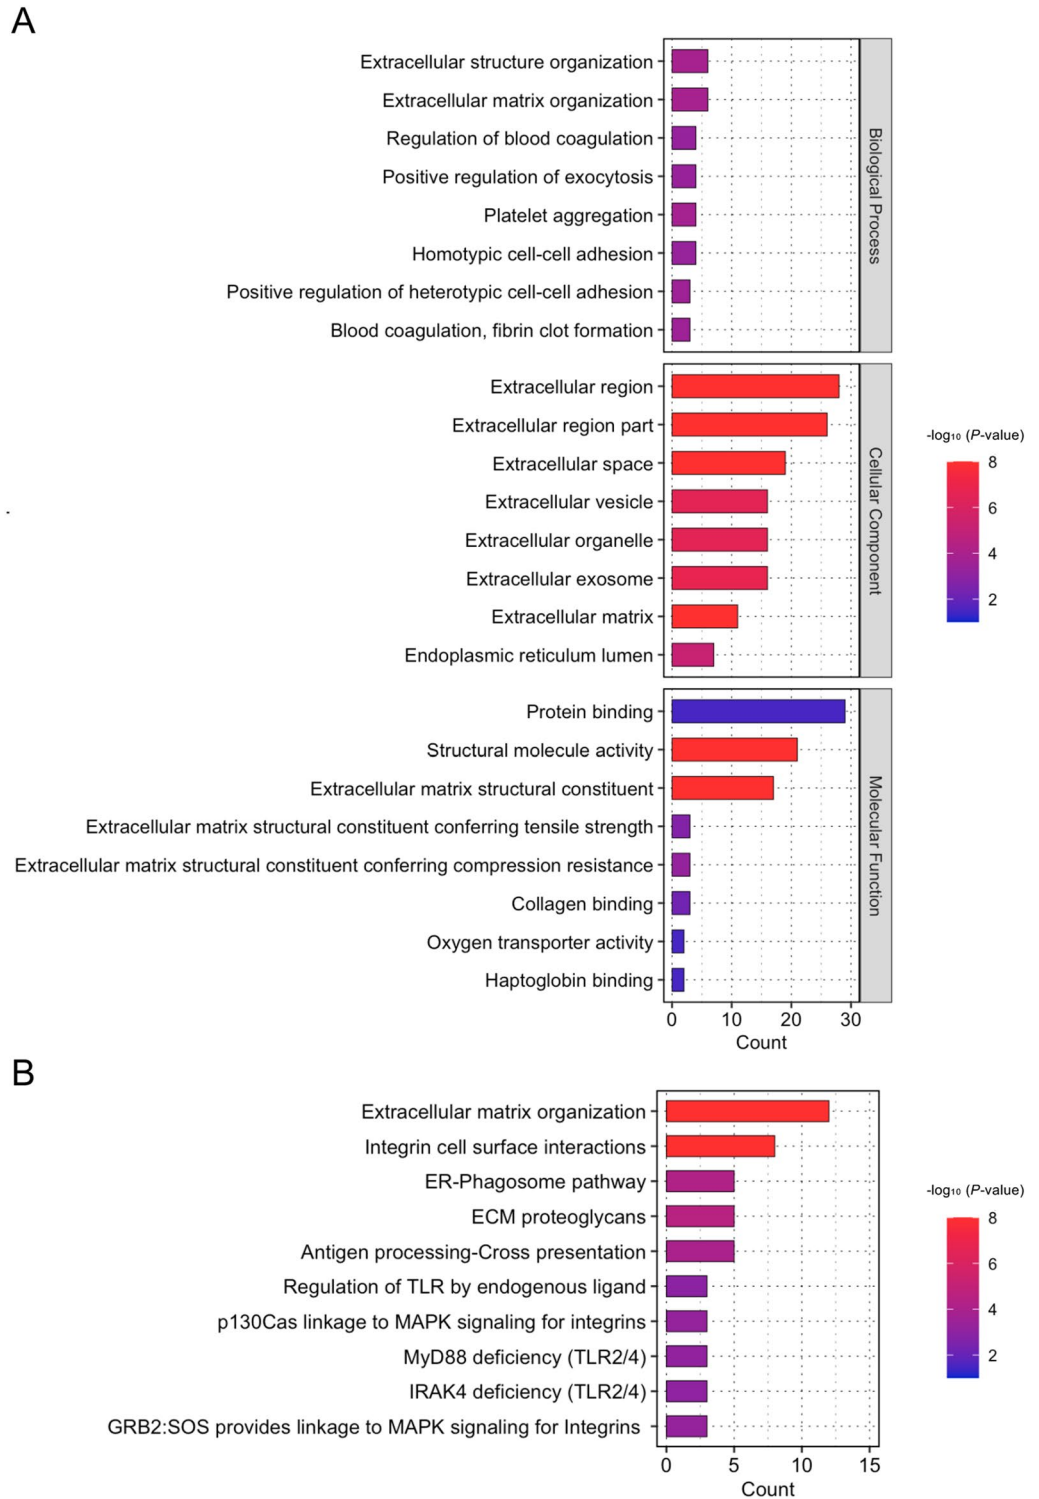 A
Extracellular structure organization
Extracellular matrix organization
Regulation of blood coagulation
Positive regulation of exocytosis
Platelet aggregation
Homotypic cell-cell adhesion
Positive regulation of heterotypic cell-cell adhesion
Blood coagulation, fibrin clot formation
Biological Process
Extracellular region
Extracellular region part
Extracellular space
Extracellular vesicle
Extracellular organelle
Extracellular exosome
Extracellular matrix
Endoplasmic reticulum lumen
Cellular Component
Protein binding
Structural molecule activity
Extracellular matrix structural constituent
Extracellular matrix structural constituent conferring tensile strength
Extracellular matrix structural constituent conferring compression resistance
Collagen binding
Oxygen transporter activity
Haptoglobin binding
Molecular Function
0 10 20 30
Count
-log₁₀ (P-value)
8
6
4
2
B
Extracellular matrix organization
Integrin cell surface interactions
ER-Phagosome pathway
ECM proteoglycans
Antigen processing-Cross presentation
Regulation of TLR by endogenous ligand
p130Cas linkage to MAPK signaling for integrins
MyD88 deficiency (TLR2/4)
IRAK4 deficiency (TLR2/4)
GRB2:SOS provides linkage to MAPK signaling for Integrins
0 5 10 15
Count
-log₁₀ (P-value)
8
6
4
2